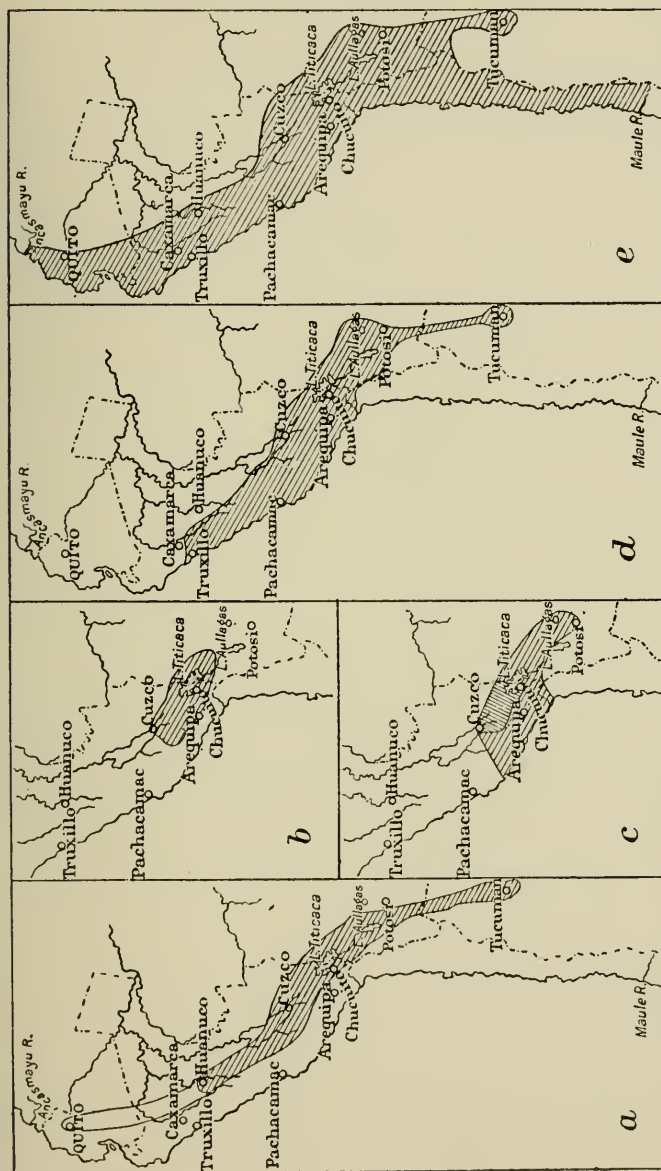 Ancasmayu R.
QUITO
Caxamarca
Truxillo
Huanuco
Pachacamac
Cuzco
L. Titicaca
Arequipa
Chucuito
L. Aullagas
Potosi
Tucuman
Maule R.
a
Truxillo
Huanuco
Pachacamac
Cuzco
L. Titicaca
Arequipa
Chucuito
L. Aullagas
Potosi
b
Truxillo
Huanuco
Pachacamac
Cuzco
L. Titicaca
Arequipa
Chucuito
L. Aullagas
Potosi
c
Ancasmayu R.
QUITO
Caxamarca
Truxillo
Huanuco
Pachacamac
Cuzco
L. Titicaca
Arequipa
Chucuito
L. Aullagas
Potosi
Tucuman
Maule R.
d
Ancasmayu R.
QUITO
Caxamarca
Truxillo
Huanuco
Pachacamac
Cuzco
L. Titicaca
Arequipa
Chucuito
L. Aullagas
Potosi
Tucuman
Maule R.
e